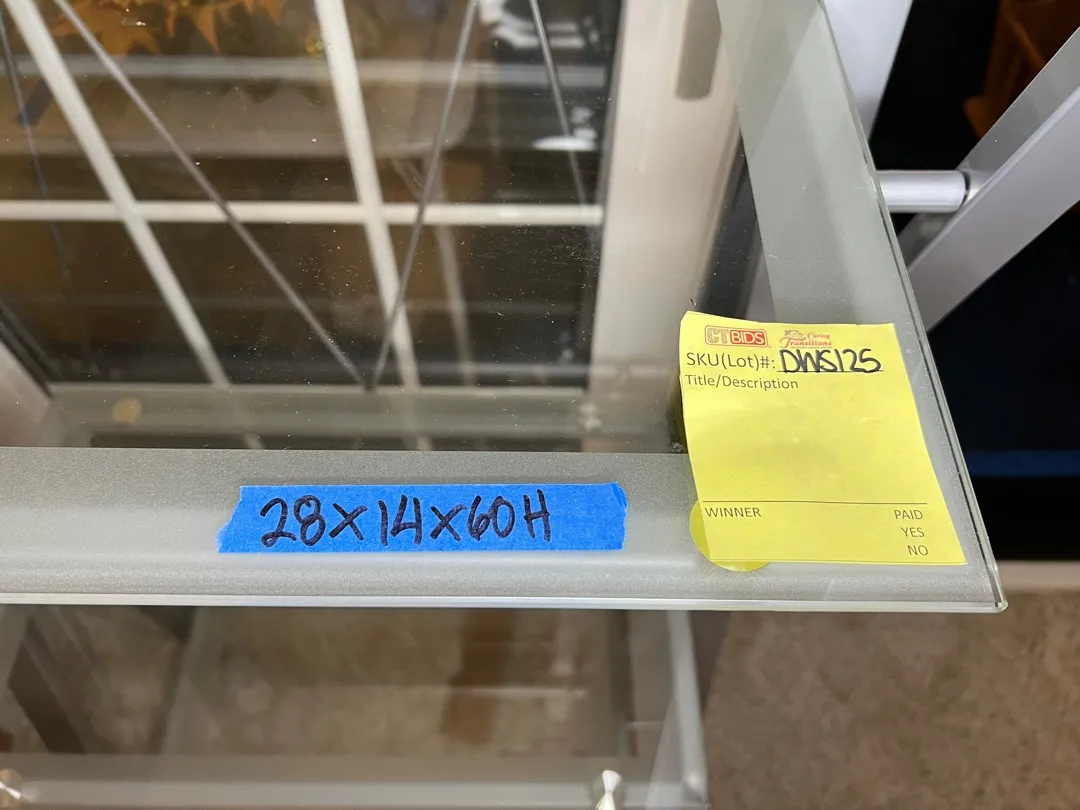 CTBIDS Caring Transitions
SKU(Lot)#: DWS125
Title/Description
28x14x60H
WINNER PAID
YES
NO